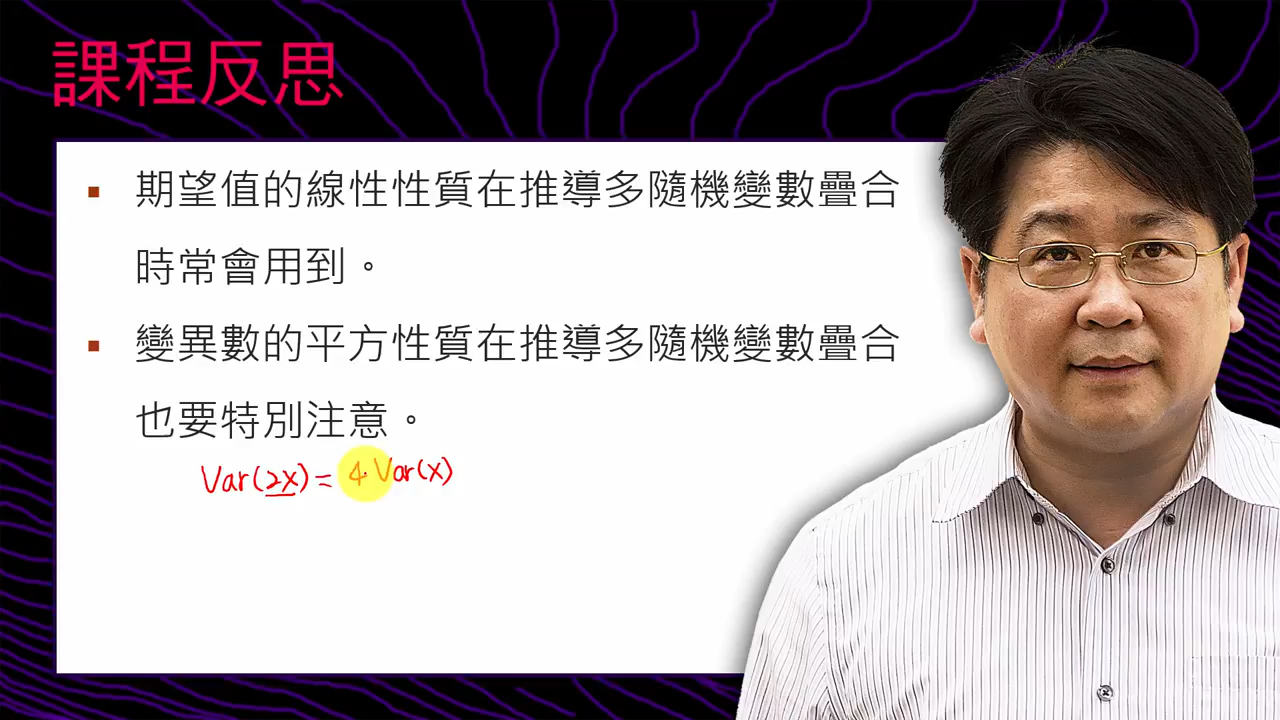 課程反思
▪ 期望值的線性性質在推導多隨機變數疊合
時常會用到。
▪ 變異數的平方性質在推導多隨機變數疊合
也要特別注意。
Var(2x) = 4·Var(x)